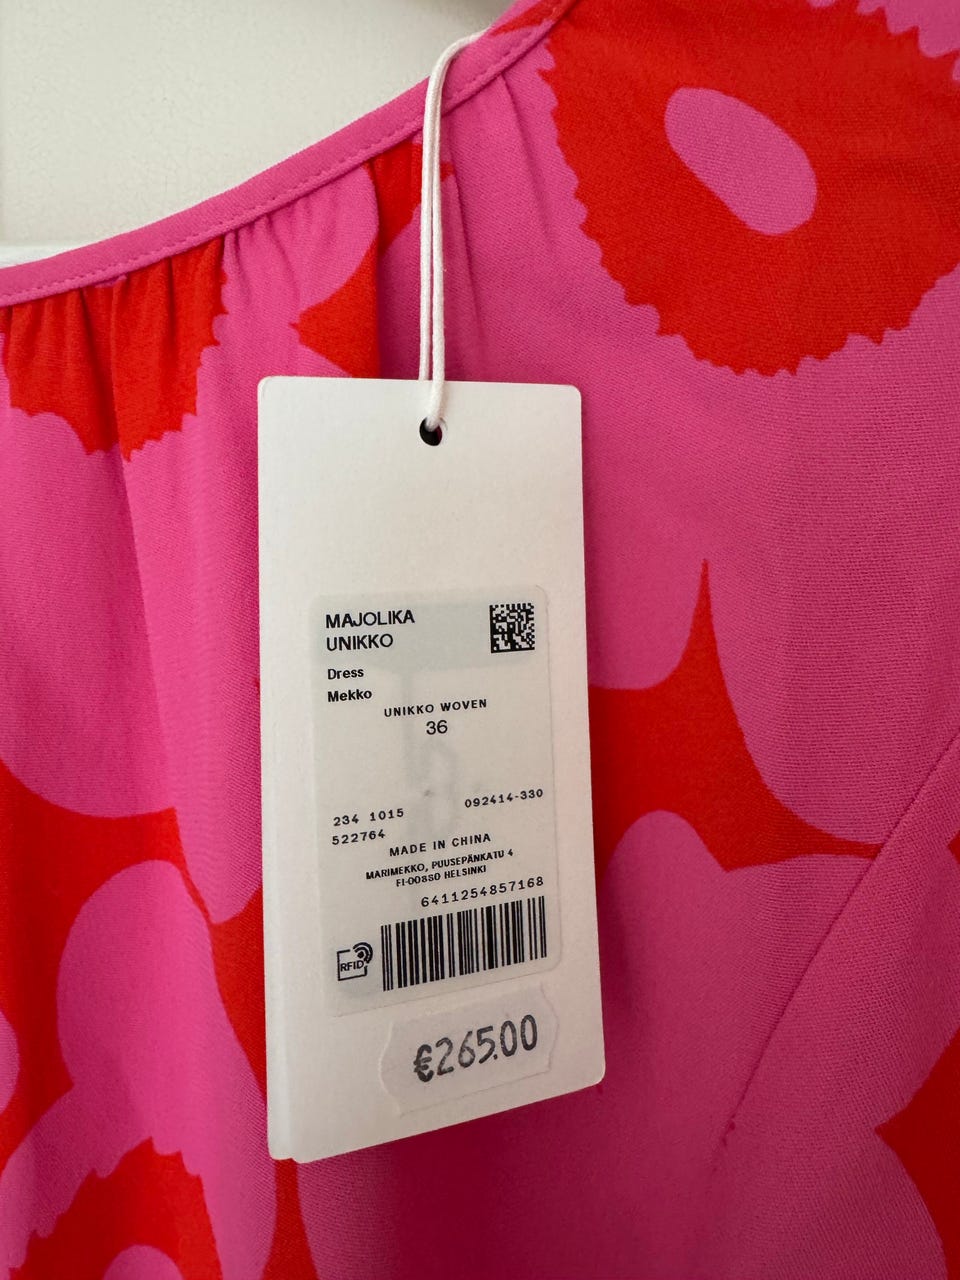 MAJOLIKA
UNIKKO
Dress
Mekko
UNIKKO WOVEN
36
234 1015
092414-330
522764
MADE IN CHINA
MARIMEKKO, PUUSEPÄNKATU 4
FI-00880 HELSINKI
6411254857168
RFID
€265.00